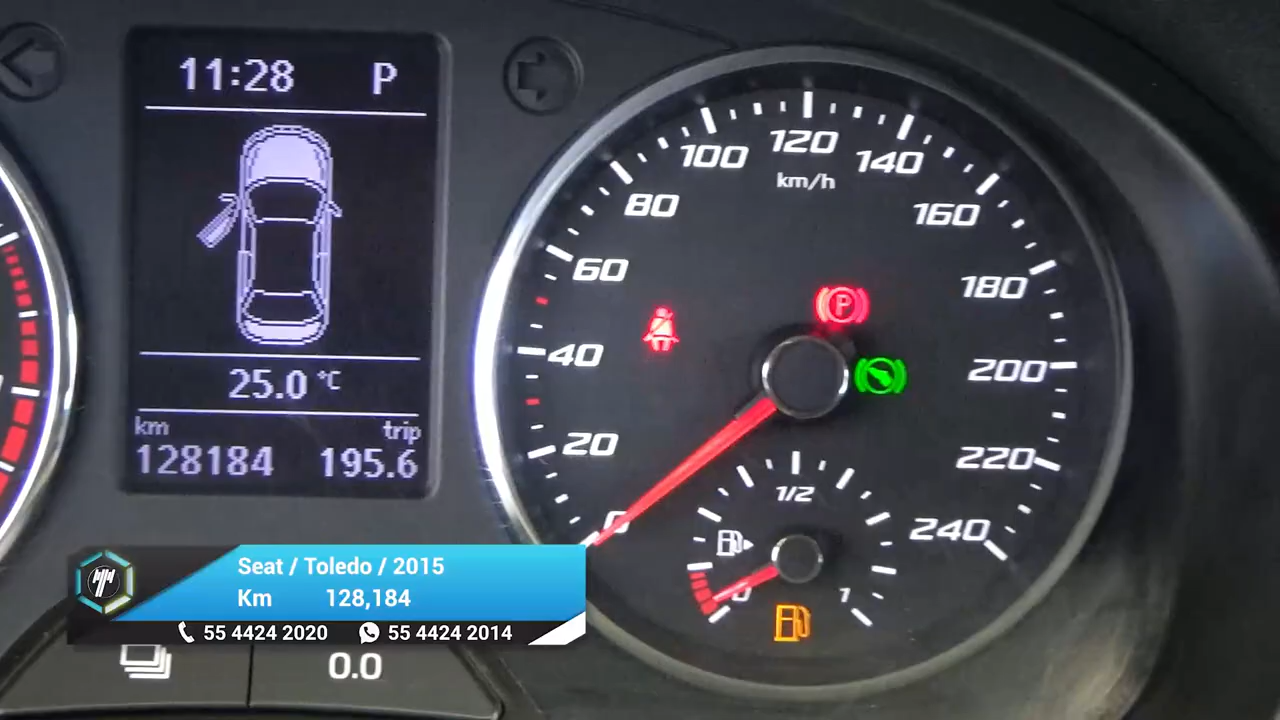 11:28 P
25.0 °C
km trip
128184 195.6
0
20
40
60
80
100
120
140
160
180
200
220
240
km/h
P
0
1/2
1
Seat / Toledo / 2015
Km 128,184
55 4424 2020 55 4424 2014
0.0